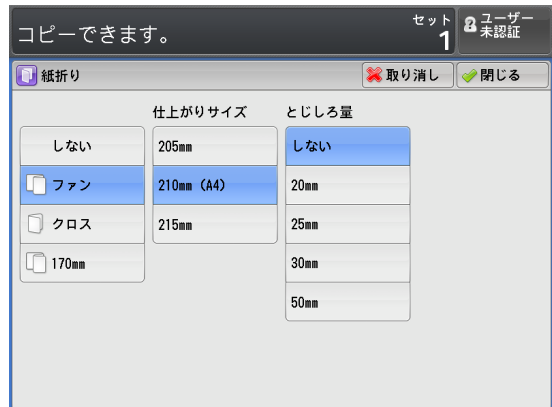 コピーできます。
セット
1
ユーザー
未認証
紙折り
取り消し
閉じる
仕上がりサイズ
とじしろ量
しない
205mm
しない
ファン
210mm (A4)
20mm
クロス
215mm
25mm
170mm
30mm
50mm